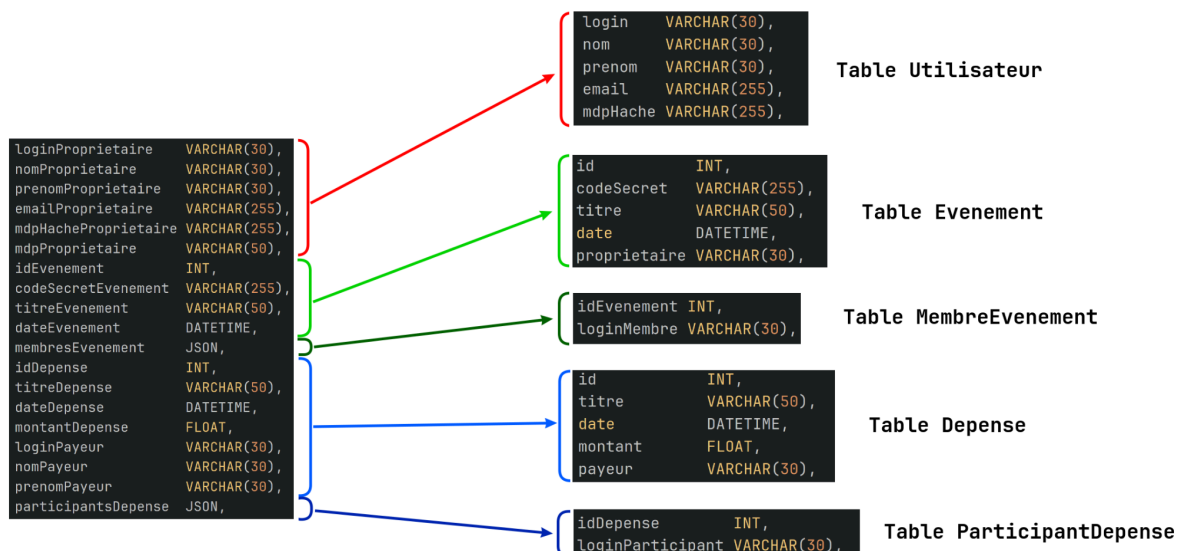 loginProprietaire VARCHAR(30),
nomProprietaire VARCHAR(30),
prenomProprietaire VARCHAR(30),
emailProprietaire VARCHAR(255),
mdpHacheProprietaire VARCHAR(255),
mdpProprietaire VARCHAR(50),
idEvenement INT,
codeSecretEvenement VARCHAR(255),
titreEvenement VARCHAR(50),
dateEvenement DATETIME,
membresEvenement JSON,
idDepense INT,
titreDepense VARCHAR(50),
dateDepense DATETIME,
montantDepense FLOAT,
loginPayeur VARCHAR(30),
nomPayeur VARCHAR(30),
prenomPayeur VARCHAR(30),
participantsDepense JSON,
login VARCHAR(30),
nom VARCHAR(30),
prenom VARCHAR(30),
email VARCHAR(255),
mdpHache VARCHAR(255),
Table Utilisateur
id INT,
codeSecret VARCHAR(255),
titre VARCHAR(50),
date DATETIME,
proprietaire VARCHAR(30),
Table Evenement
idEvenement INT,
loginMembre VARCHAR(30),
Table MembreEvenement
id INT,
titre VARCHAR(50),
date DATETIME,
montant FLOAT,
payeur VARCHAR(30),
Table Depense
idDepense INT,
loginParticipant VARCHAR(30),
Table ParticipantDepense